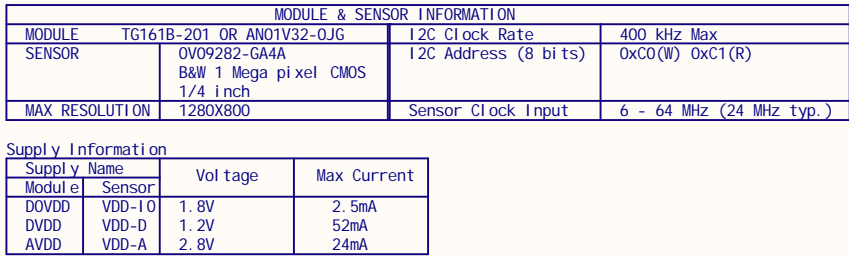 MODULE & SENSOR INFORMATION
MODULE TG161B-201 OR AN01V32-0JG I2C Clock Rate 400 kHz Max
SENSOR OV09282-GA4A I2C Address (8 bits) 0xC0(W) 0xC1(R)
B&W 1 Mega pixel CMOS
1/4 inch
MAX RESOLUTION 1280X800 Sensor Clock Input 6 - 64 MHz (24 MHz typ.)
Supply Information
Supply Name Voltage Max Current
Module Sensor
DOVDD VDD-IO 1.8V 2.5mA
DVDD VDD-D 1.2V 52mA
AVDD VDD-A 2.8V 24mA